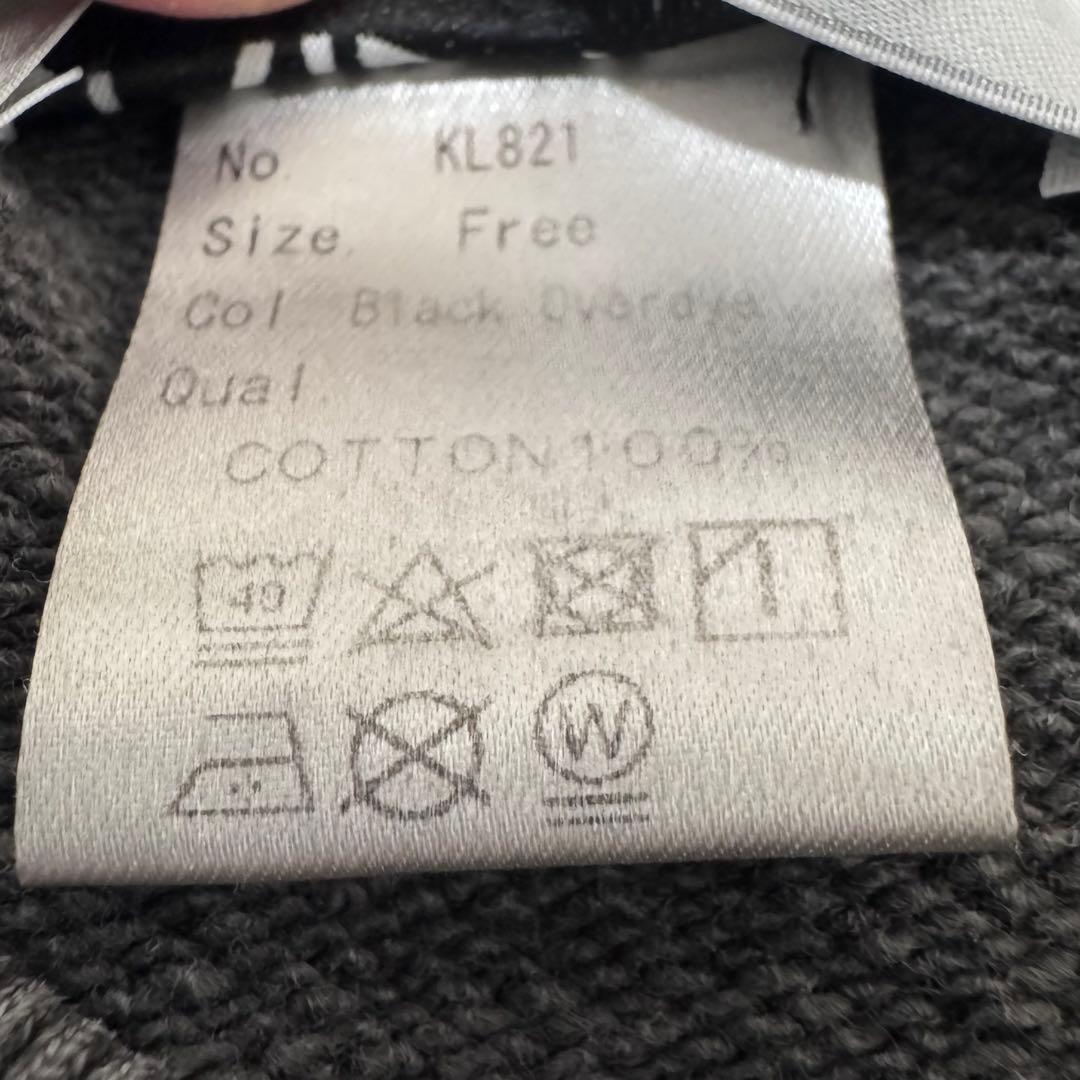 No. KL821
Size. Free
Col Black Overdye
Qual.
COTTON100%
40
W